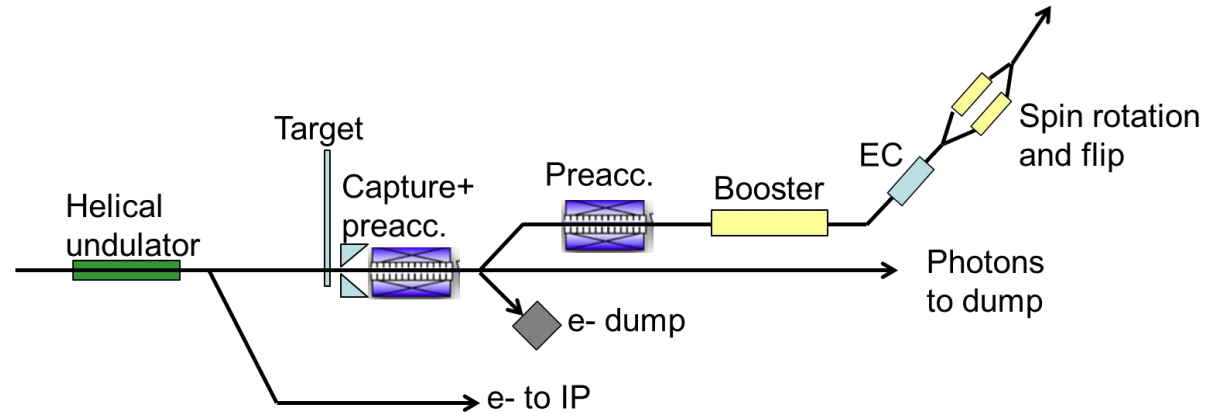 Target
Helical
undulator
Capture+
preacc.
Preacc.
Booster
EC
Spin rotation
and flip
Photons
to dump
e- dump
e- to IP